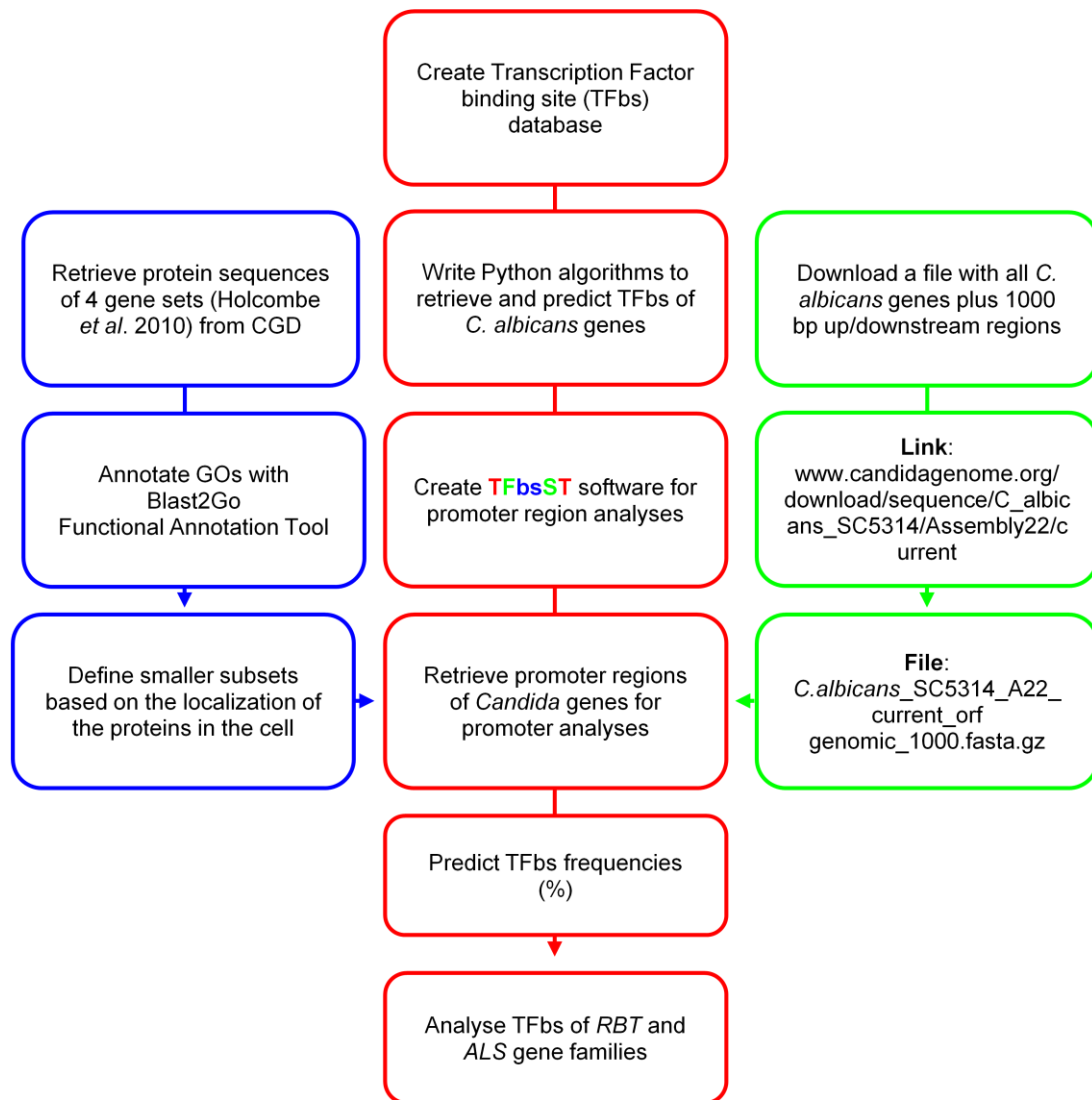 Create Transcription Factor
binding site (TFbs)
database
Retrieve protein sequences
of 4 gene sets (Holcombe
et al. 2010) from CGD
Write Python algorithms to
retrieve and predict TFbs of
C. albicans genes
Download a file with all C.
albicans genes plus 1000
bp up/downstream regions
Annotate GOs with
Blast2Go
Functional Annotation Tool
Create TFbsST software for
promoter region analyses
Link:
www.candidagenome.org/
download/sequence/C_albic
ans_SC5314/Assembly22/c
urrent
Define smaller subsets
based on the localization of
the proteins in the cell
Retrieve promoter regions
of Candida genes for
promoter analyses
File:
C.albicans_SC5314_A22_
current_orf
genomic_1000.fasta.gz
Predict TFbs frequencies
(%)
Analyse TFbs of RBT and
ALS gene families